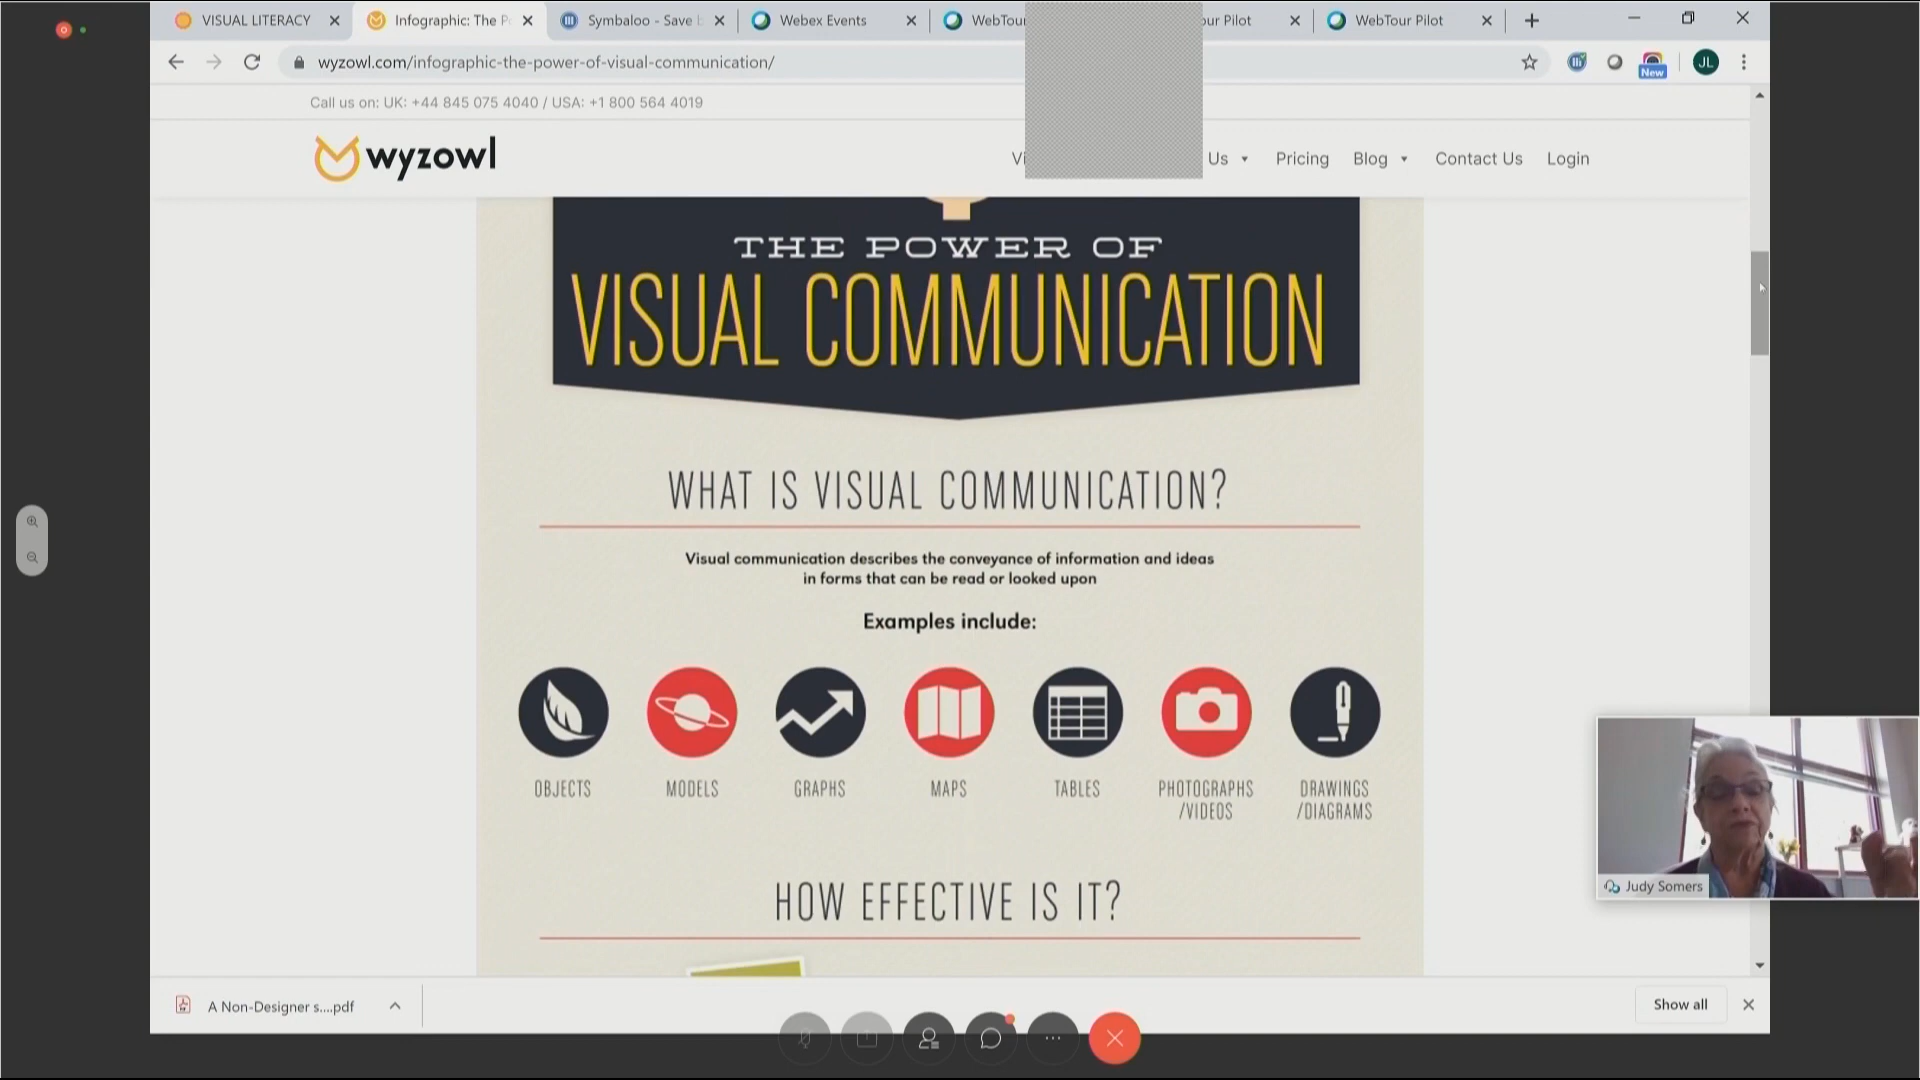 VISUAL LITERACY
Infographic: The P
Symbaloo - Save
Webex Events
WebTour
our Pilot
WebTour Pilot
wyzowl.com/infographic-the-power-of-visual-communication/
New
JL
Call us on: UK: +44 845 075 4040 / USA: +1 800 564 4019
wyzowl
Us
Pricing
Blog
Contact Us
Login
THE POWER OF
VISUAL COMMUNICATION
WHAT IS VISUAL COMMUNICATION?
Visual communication describes the conveyance of information and ideas
in forms that can be read or looked upon
Examples include:
OBJECTS
MODELS
GRAPHS
MAPS
TABLES
PHOTOGRAPHS
/VIDEOS
DRAWINGS
/DIAGRAMS
HOW EFFECTIVE IS IT?
Judy Somers
A Non-Designer s....pdf
Show all